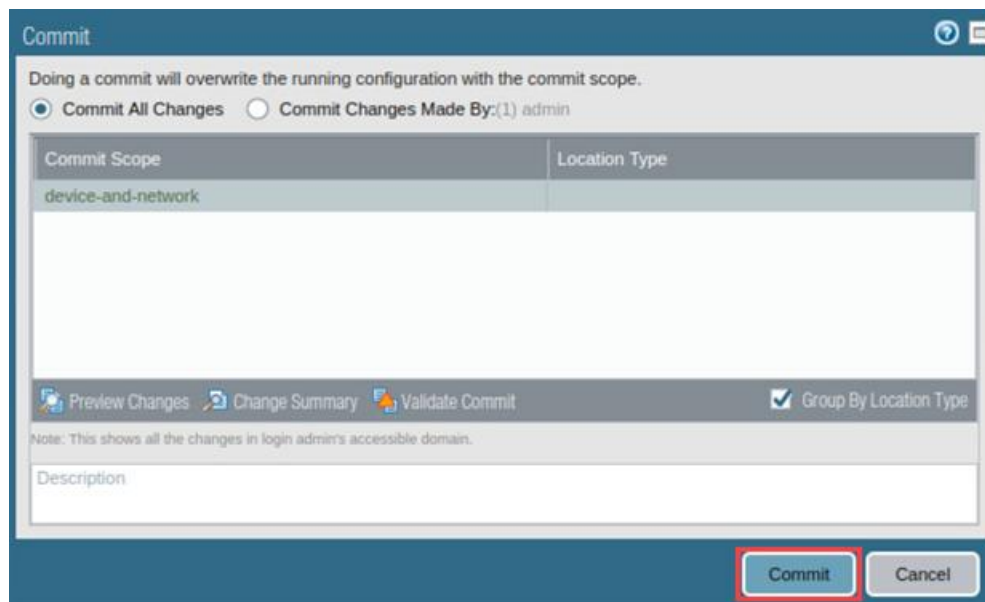 Commit
Doing a commit will overwrite the running configuration with the commit scope.
Commit All Changes Commit Changes Made By:(1) admin
Commit Scope Location Type
device-and-network
Preview Changes Change Summary Validate Commit Group By Location Type
Note: This shows all the changes in login admin's accessible domain.
Description
Commit Cancel